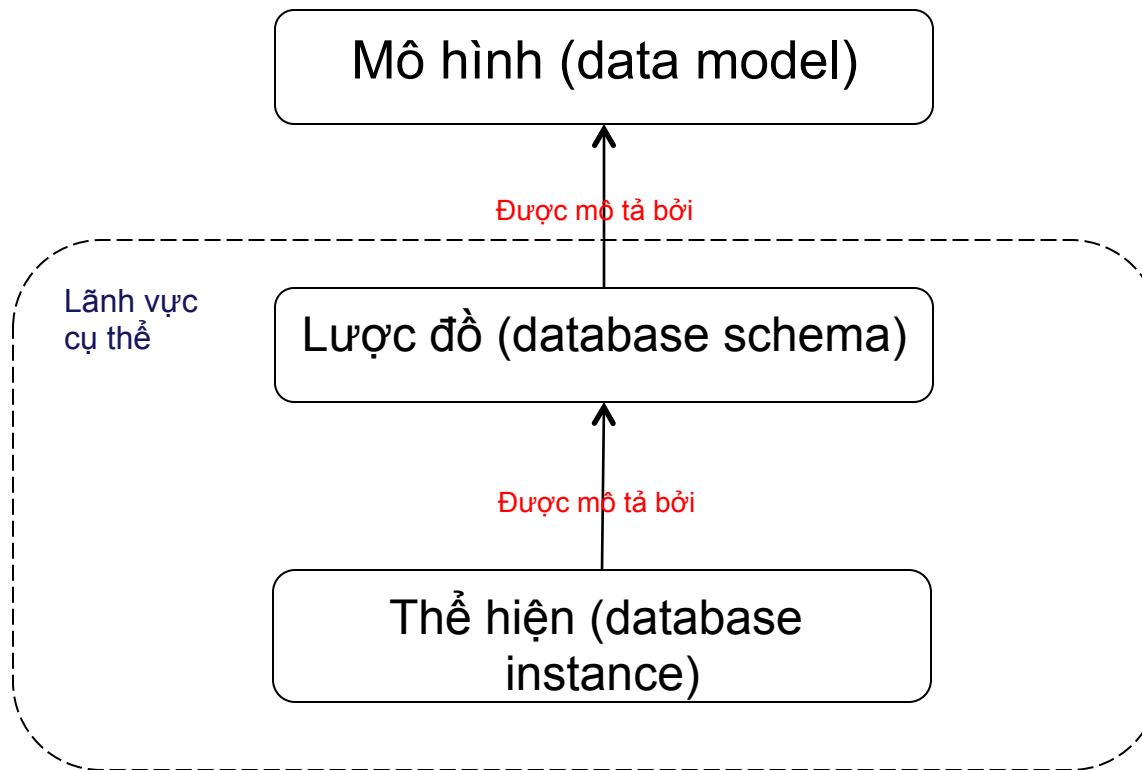 Mô hình (data model)
Được mô tả bởi
Lãnh vực
cụ thể
Lược đồ (database schema)
Được mô tả bởi
Thể hiện (database
instance)